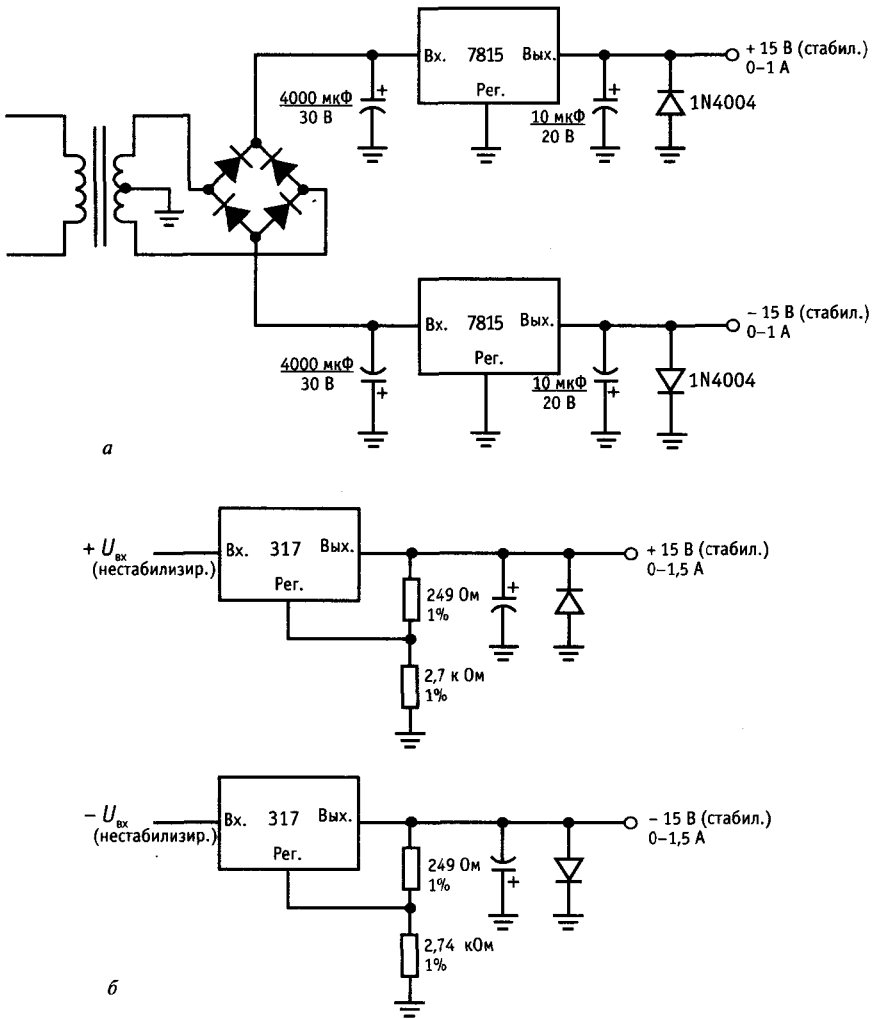 Вх. 7815 Вых.
Рег.
4000 мкФ
30 В
10 мкФ
20 В
1N4004
+ 15 В (стабил.)
0–1 А
Вх. 7815 Вых.
Рег.
4000 мкФ
30 В
10 мкФ
20 В
1N4004
– 15 В (стабил.)
0–1 А
а
+ Uвх
(нестабилизир.)
Вх. 317 Вых.
Рег.
249 Ом
1%
2,7 к Ом
1%
+ 15 В (стабил.)
0–1,5 А
– Uвх
(нестабилизир.)
Вх. 317 Вых.
Рег.
249 Ом
1%
2,74 кОм
1%
– 15 В (стабил.)
0–1,5 А
б